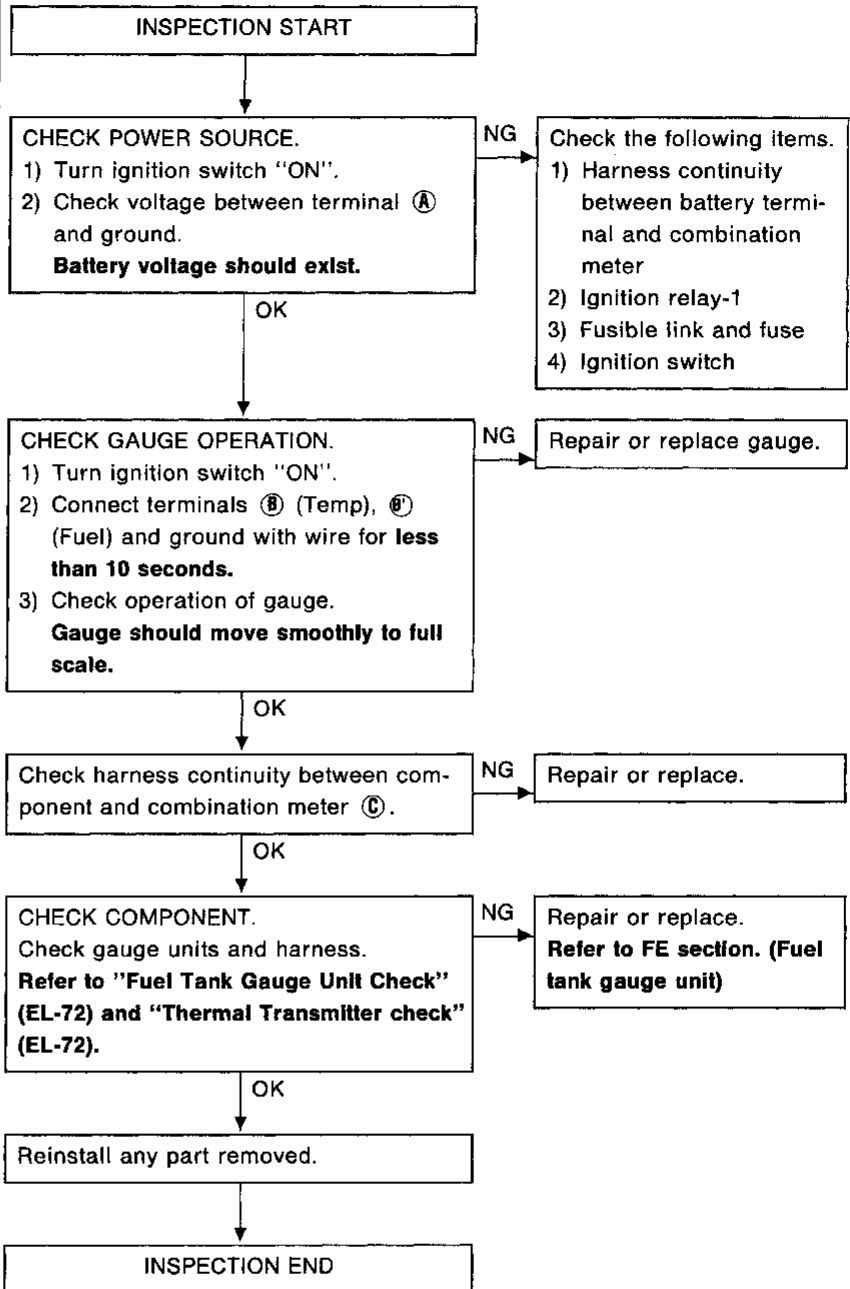 INSPECTION START
CHECK POWER SOURCE.
1) Turn ignition switch "ON".
2) Check voltage between terminal Ⓐ
and ground.
Battery voltage should exist.
NG
Check the following items.
1) Harness continuity
between battery termi-
nal and combination
meter
2) Ignition relay-1
3) Fusible link and fuse
4) Ignition switch
OK
CHECK GAUGE OPERATION.
1) Turn ignition switch "ON".
2) Connect terminals Ⓑ (Temp), Ⓑ'
(Fuel) and ground with wire for less
than 10 seconds.
3) Check operation of gauge.
Gauge should move smoothly to full
scale.
NG
Repair or replace gauge.
OK
Check harness continuity between com-
ponent and combination meter Ⓒ.
NG
Repair or replace.
OK
CHECK COMPONENT.
Check gauge units and harness.
Refer to "Fuel Tank Gauge Unit Check"
(EL-72) and "Thermal Transmitter check"
(EL-72).
NG
Repair or replace.
Refer to FE section. (Fuel
tank gauge unit)
OK
Reinstall any part removed.
INSPECTION END